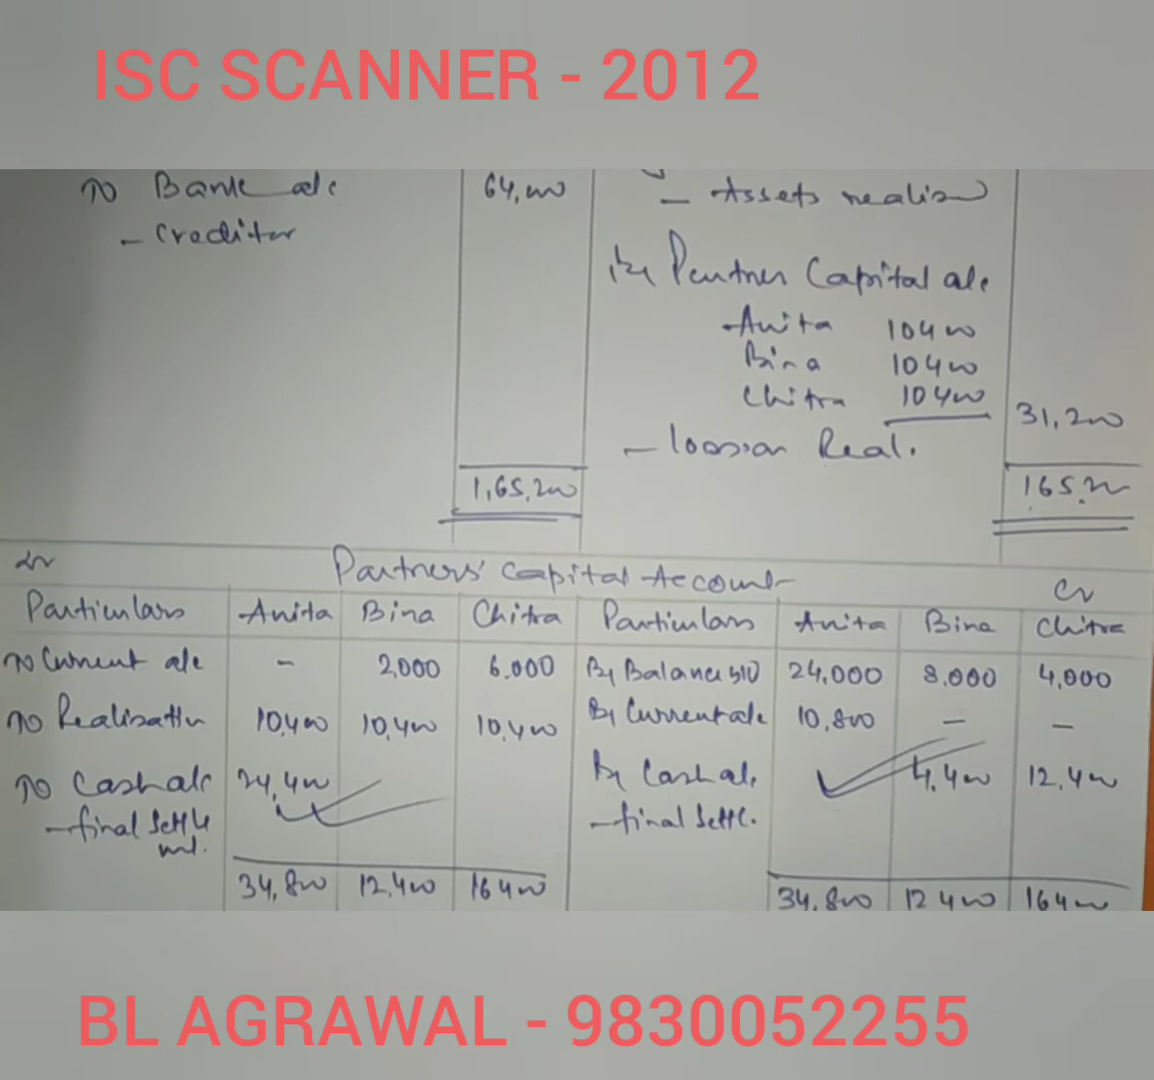 ISC SCANNER - 2012
To Bank a/c 64,000 - Assets realised
- Creditor
By Partner Capital a/c
- Anita 10400
Bina 10400
Chitra 10400 31,200
- loss on Real.
1,65,200 165,200
Dr Partners' Capital Account Cr
Particulars Anita Bina Chitra Particulars Anita Bina Chitra
To Current a/c - 2,000 6,000 By Balance b/d 24,000 8,000 4,000
To Realisation 10,400 10,400 10,400 By Current a/c 10,800 - -
To Cash a/c 24,400 By Cash a/c 4,400 12,400
- final Settle - final Settl.
mt.
34,800 12,400 16400 34,800 12400 16400
BL AGRAWAL - 9830052255